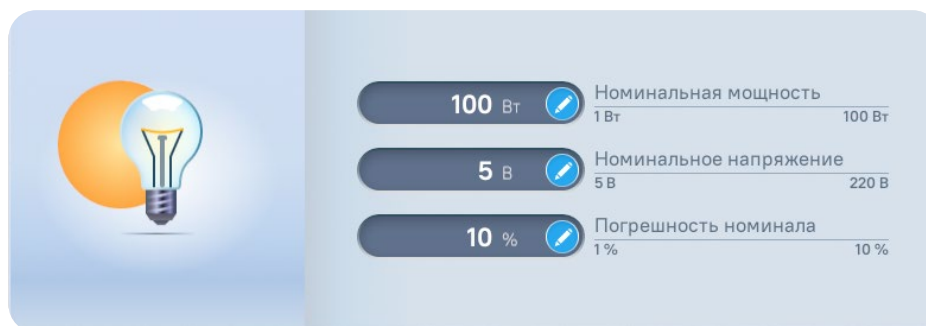 100 Вт
Номинальная мощность
1 Вт 100 Вт
5 В
Номинальное напряжение
5 В 220 В
10 %
Погрешность номинала
1 % 10 %